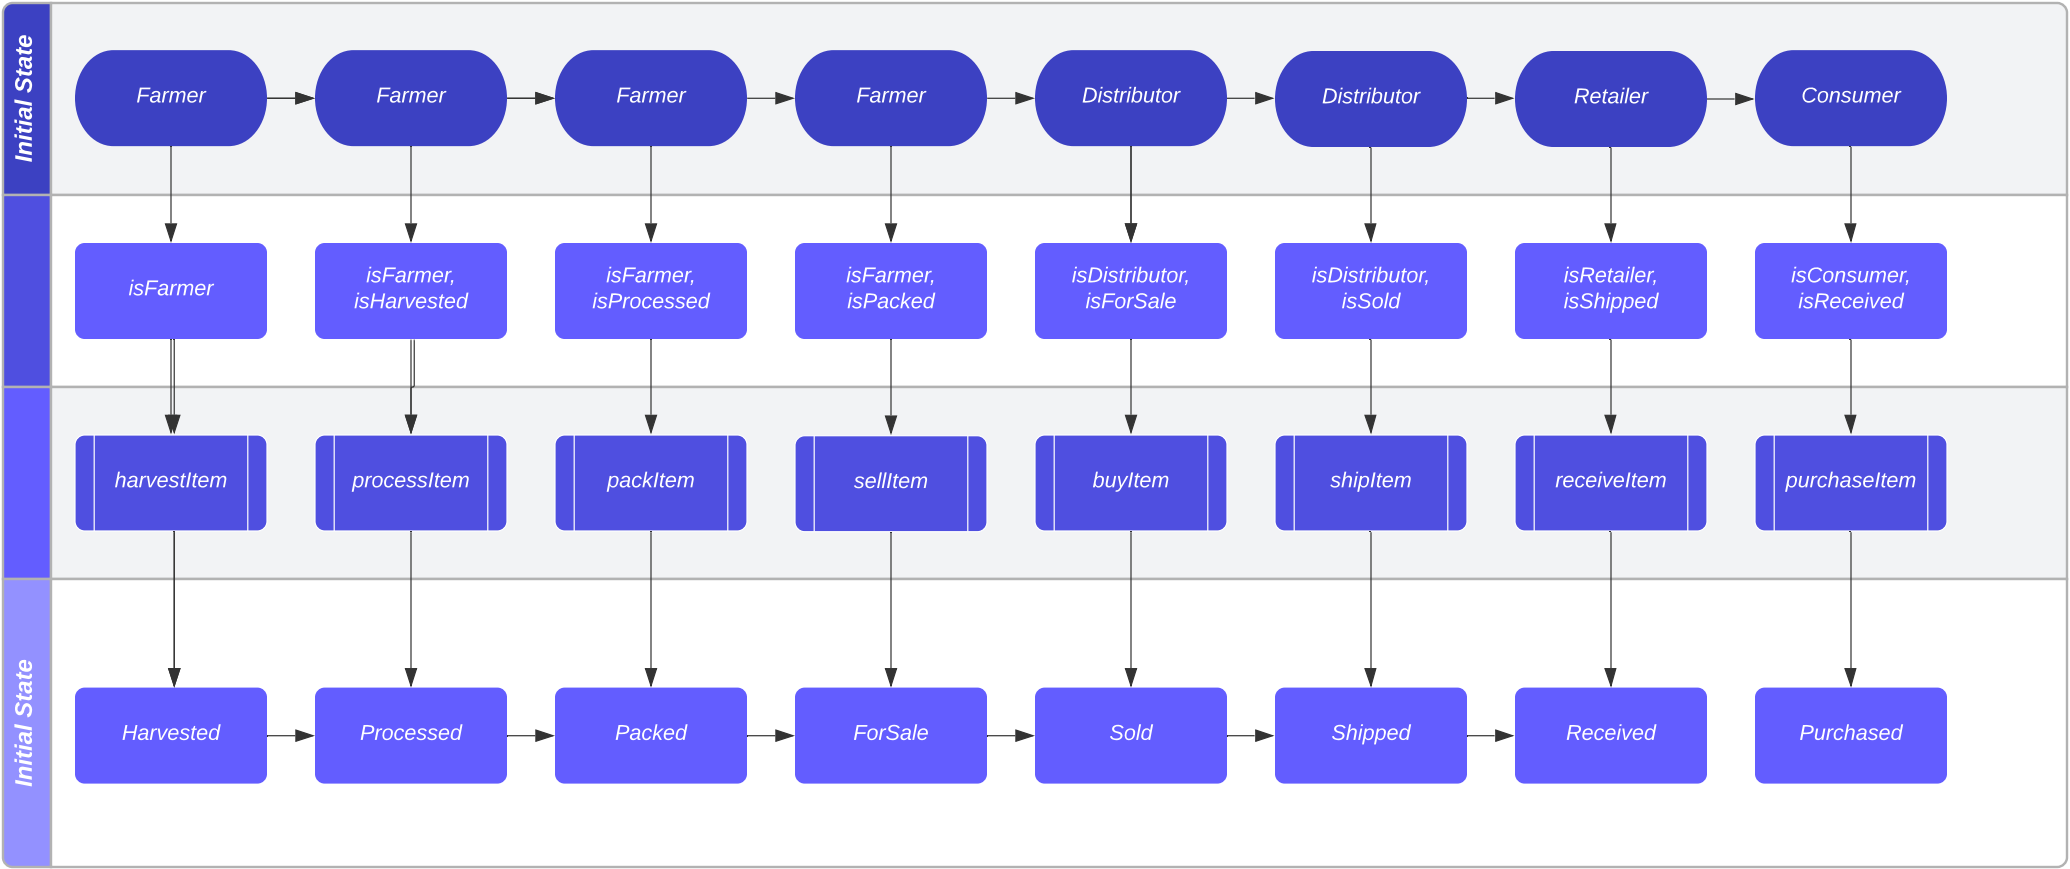 Initial State
Farmer
Farmer
Farmer
Farmer
Distributor
Distributor
Retailer
Consumer
isFarmer
isFarmer,
isHarvested
isFarmer,
isProcessed
isFarmer,
isPacked
isDistributor,
isForSale
isDistributor,
isSold
isRetailer,
isShipped
isConsumer,
isReceived
harvestItem
processItem
packItem
sellItem
buyItem
shipItem
receiveItem
purchaseItem
Initial State
Harvested
Processed
Packed
ForSale
Sold
Shipped
Received
Purchased